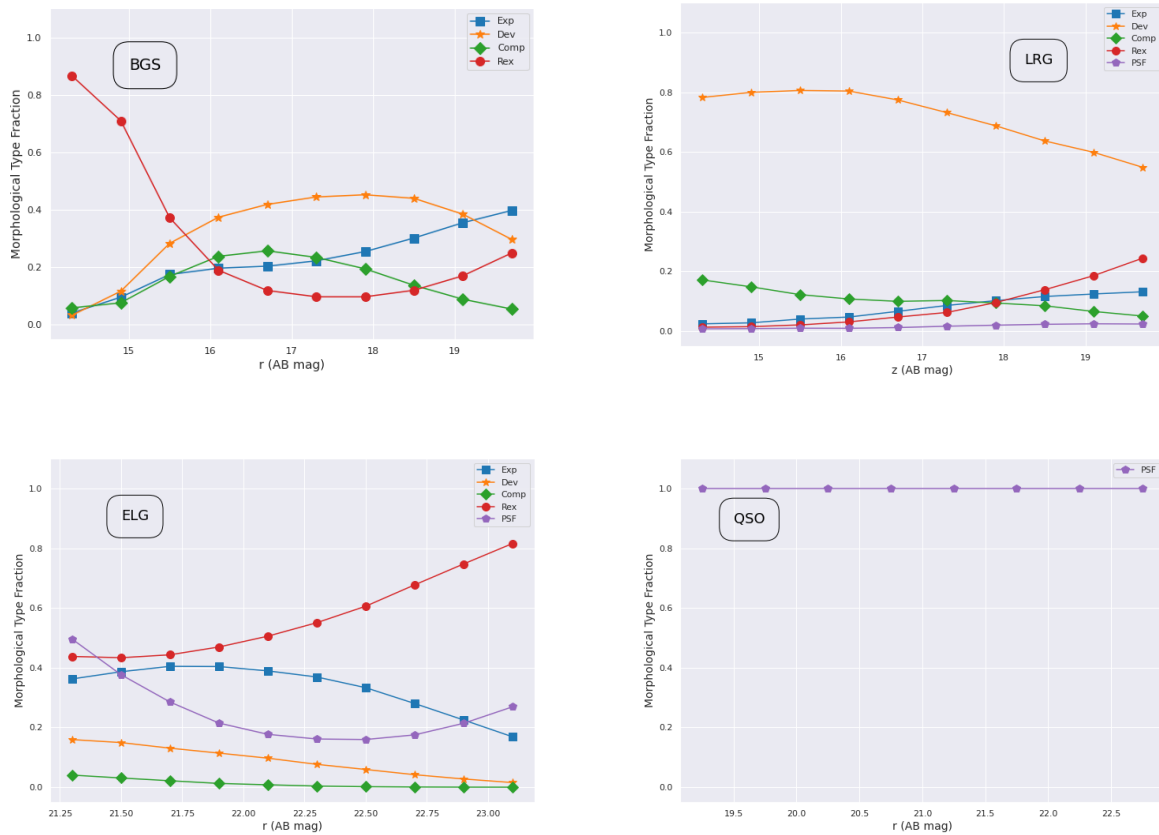 BGS
Exp
Dev
Comp
Rex
Morphological Type Fraction
1.0
0.8
0.6
0.4
0.2
0.0
15 16 17 18 19
r (AB mag)
LRG
Exp
Dev
Comp
Rex
PSF
Morphological Type Fraction
1.0
0.8
0.6
0.4
0.2
0.0
15 16 17 18 19
z (AB mag)
ELG
Exp
Dev
Comp
Rex
PSF
Morphological Type Fraction
1.0
0.8
0.6
0.4
0.2
0.0
21.25 21.50 21.75 22.00 22.25 22.50 22.75 23.00
r (AB mag)
PSF
QSO
Morphological Type Fraction
1.0
0.8
0.6
0.4
0.2
0.0
19.5 20.0 20.5 21.0 21.5 22.0 22.5
r (AB mag)